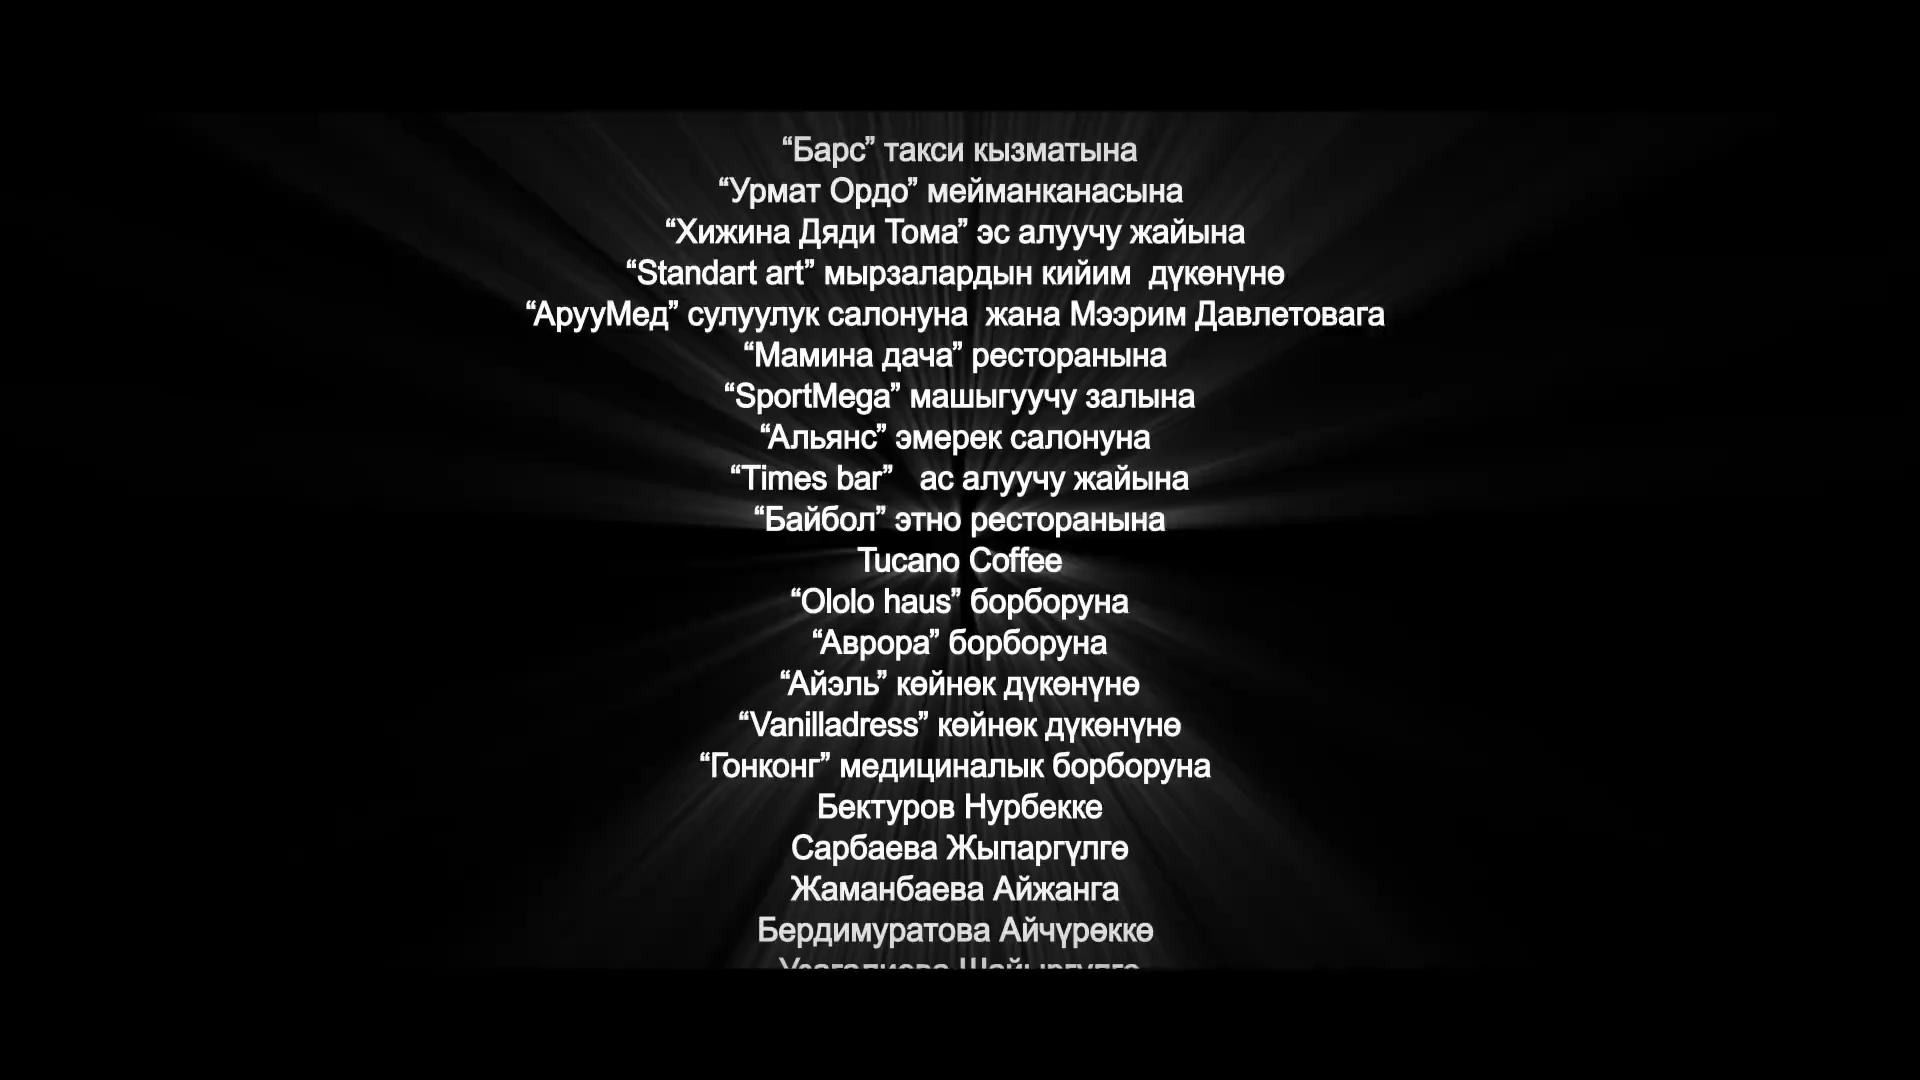 “Барс” такси кызматына
“Урмат Ордо” мейманканасына
“Хижина Дяди Тома” эс алуучу жайына
“Standart art” мырзалардын кийим  дүкөнүнө
“АрууМед” сулуулук салонуна  жана Мээрим Давлетовага
“Мамина дача” ресторанына
“SportMega” машыгуучу залына
“Альянс” эмерек салонуна
“Times bar”   ас алуучу жайына
“Байбол” этно ресторанына
Tucano Coffee
“Ololo haus” борборуна
“Аврора” борборуна
“Айэль” көйнөк дүкөнүнө
“Vanilladress” көйнөк дүкөнүнө
“Гонконг” медициналык борборуна
Бектуров Нурбекке
Сарбаева Жыпаргүлгө
Жаманбаева Айжанга
Бердимуратова Айчүрөккө